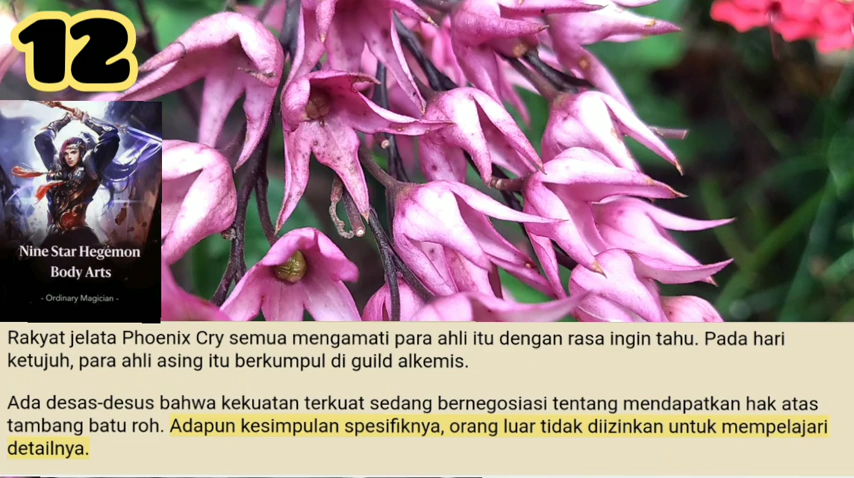 12
Nine Star Hegemon
Body Arts
- Ordinary Magician -
Rakyat jelata Phoenix Cry semua mengamati para ahli itu dengan rasa ingin tahu. Pada hari
ketujuh, para ahli asing itu berkumpul di guild alkemis.
Ada desas-desus bahwa kekuatan terkuat sedang bernegosiasi tentang mendapatkan hak atas
tambang batu roh. Adapun kesimpulan spesifiknya, orang luar tidak diizinkan untuk mempelajari
detailnya.